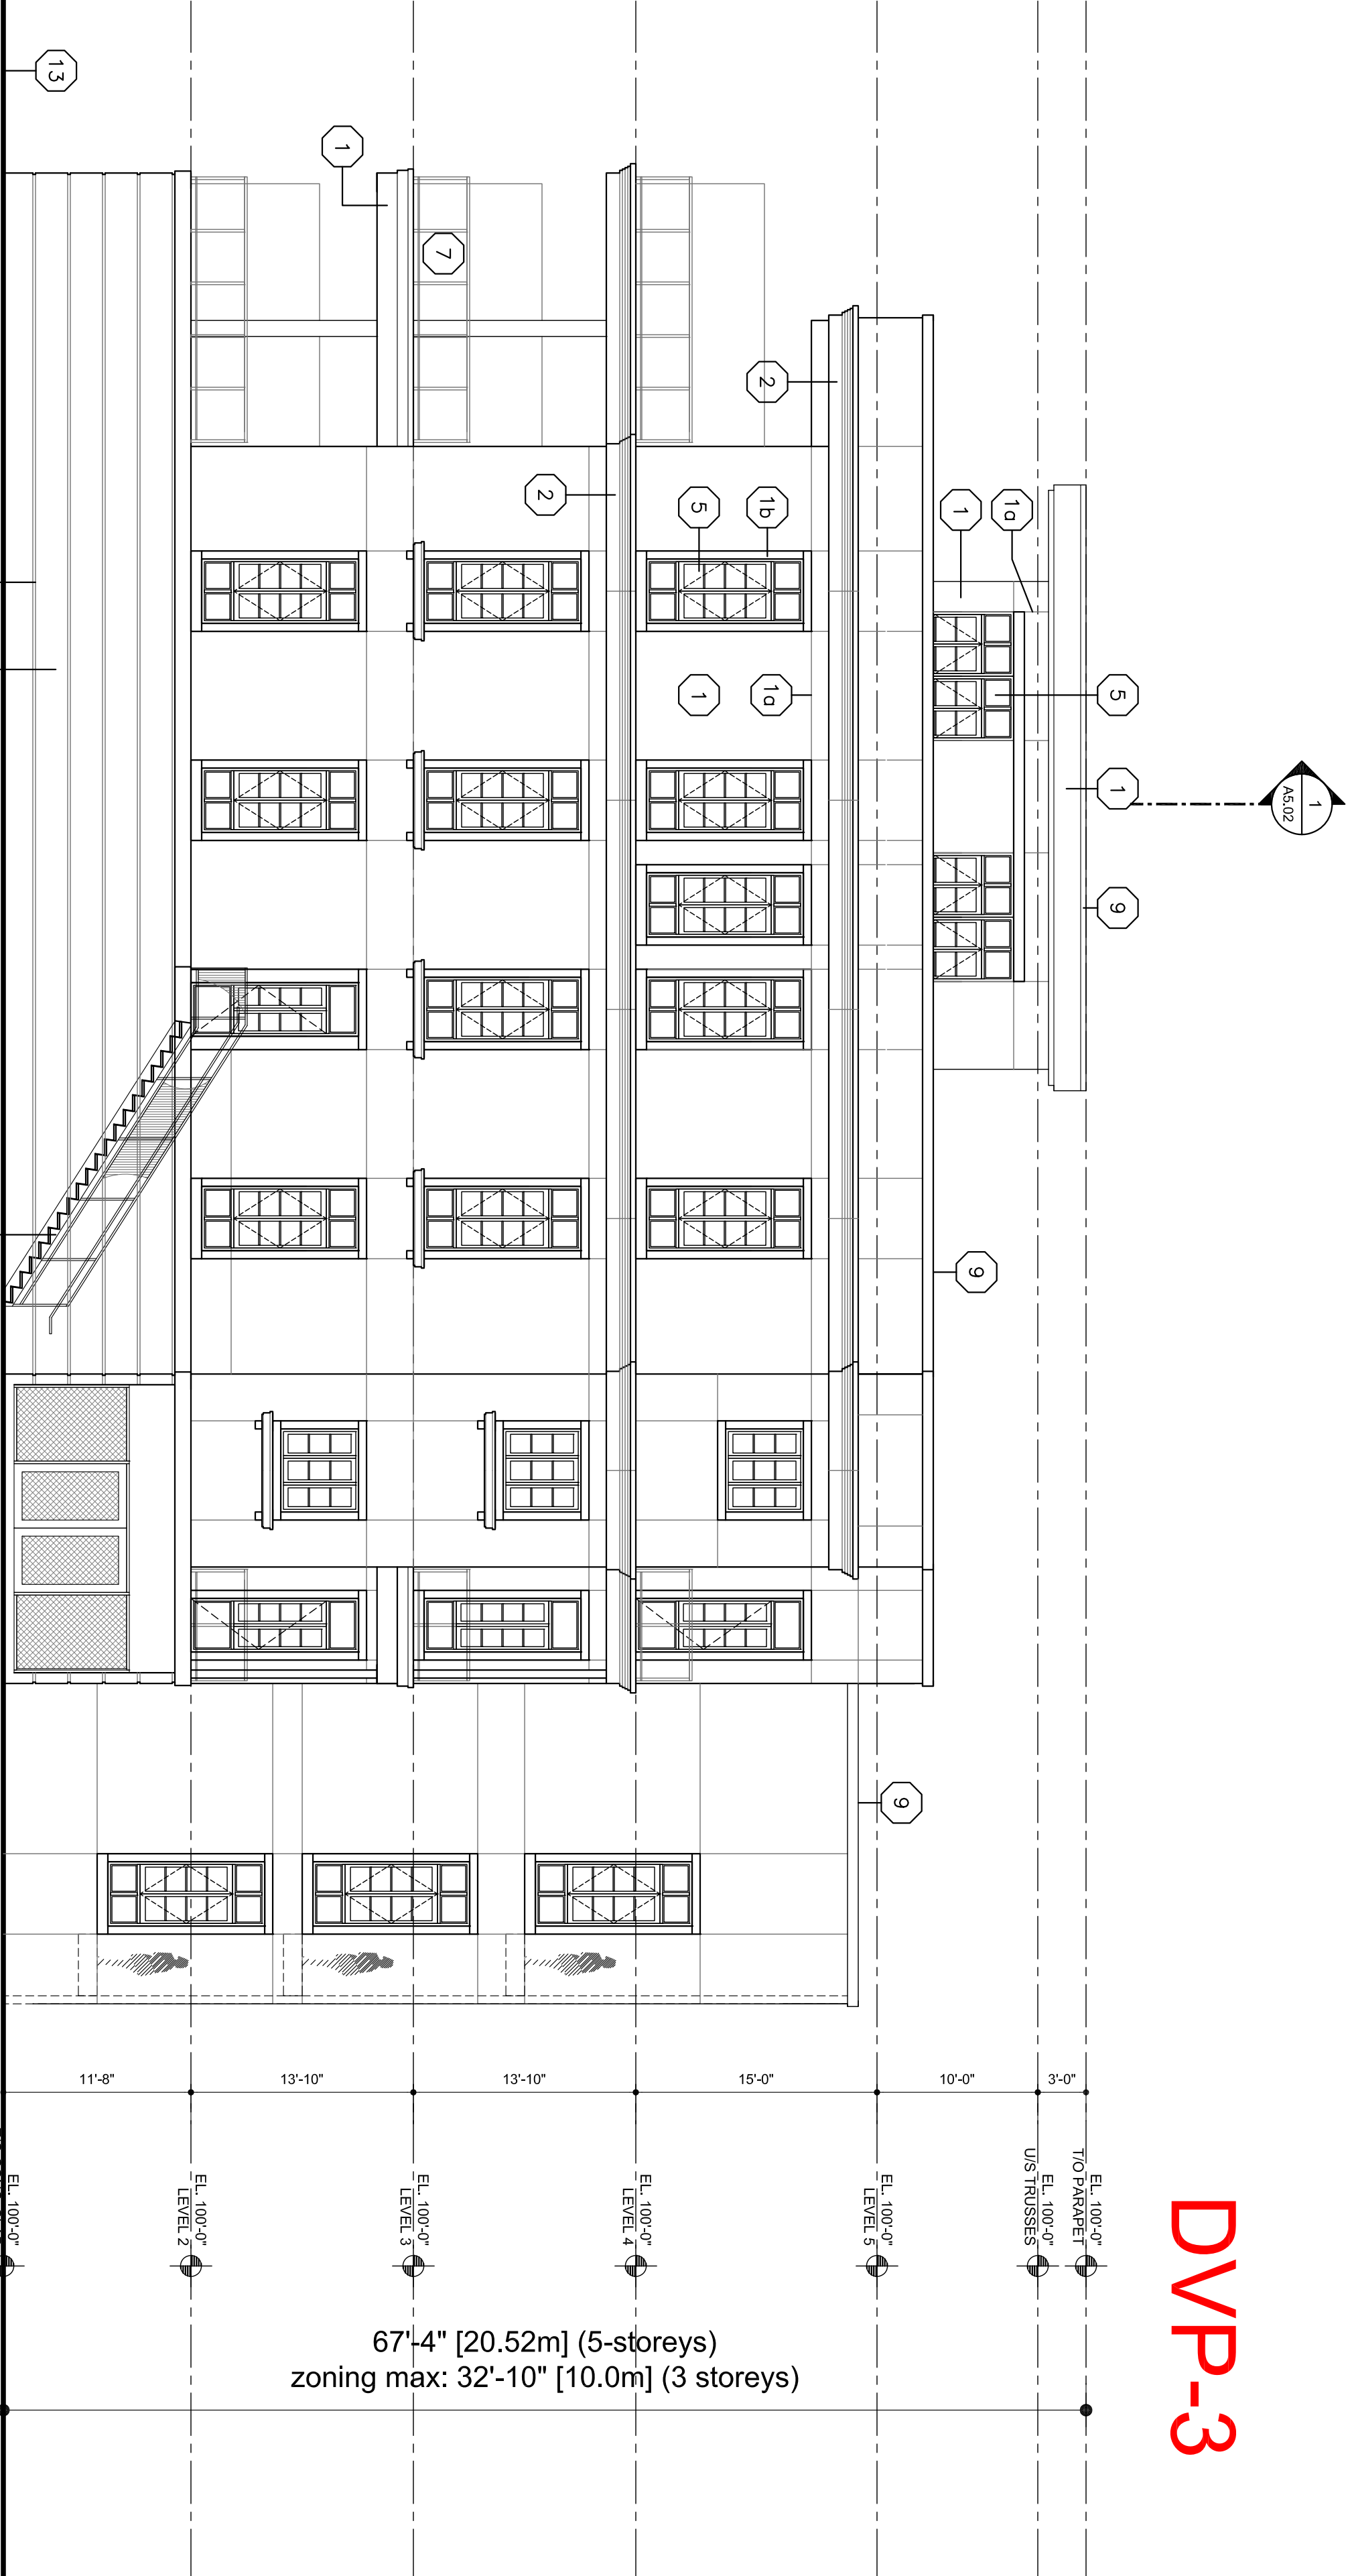 DVP-3
1
A5.02
5
1
9
1
1a
9
9
2
1b
5
1a
1
2
7
1
13
3'-0"
10'-0"
15'-0"
13'-10"
13'-10"
11'-8"
EL. 100'-0"
T/O PARAPET
EL. 100'-0"
U/S TRUSSES
EL. 100'-0"
LEVEL 5
EL. 100'-0"
LEVEL 4
EL. 100'-0"
LEVEL 3
EL. 100'-0"
LEVEL 2
EL. 100'-0"
67'-4" [20.52m] (5-storeys)
zoning max: 32'-10" [10.0m] (3 storeys)